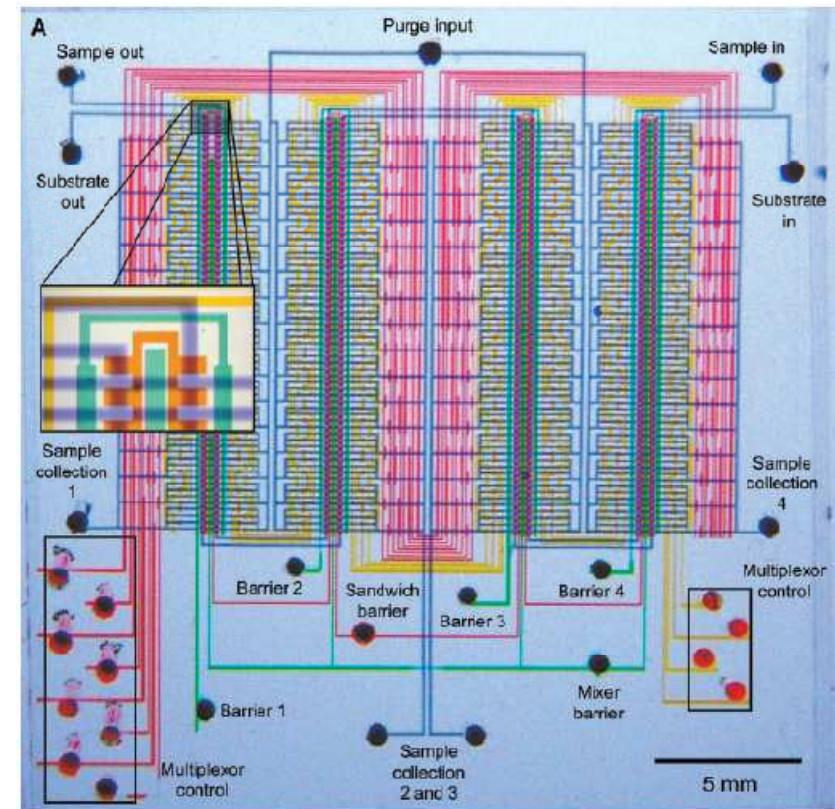 A
Purge input
Sample out
Sample in
Substrate
out
Substrate
in
Sample
collection
1
Sample
collection
4
Barrier 2
Sandwich
barrier
Barrier 3
Barrier 4
Multiplexor
control
Barrier 1
Mixer
barrier
Multiplexor
control
Sample
collection
2 and 3
5 mm